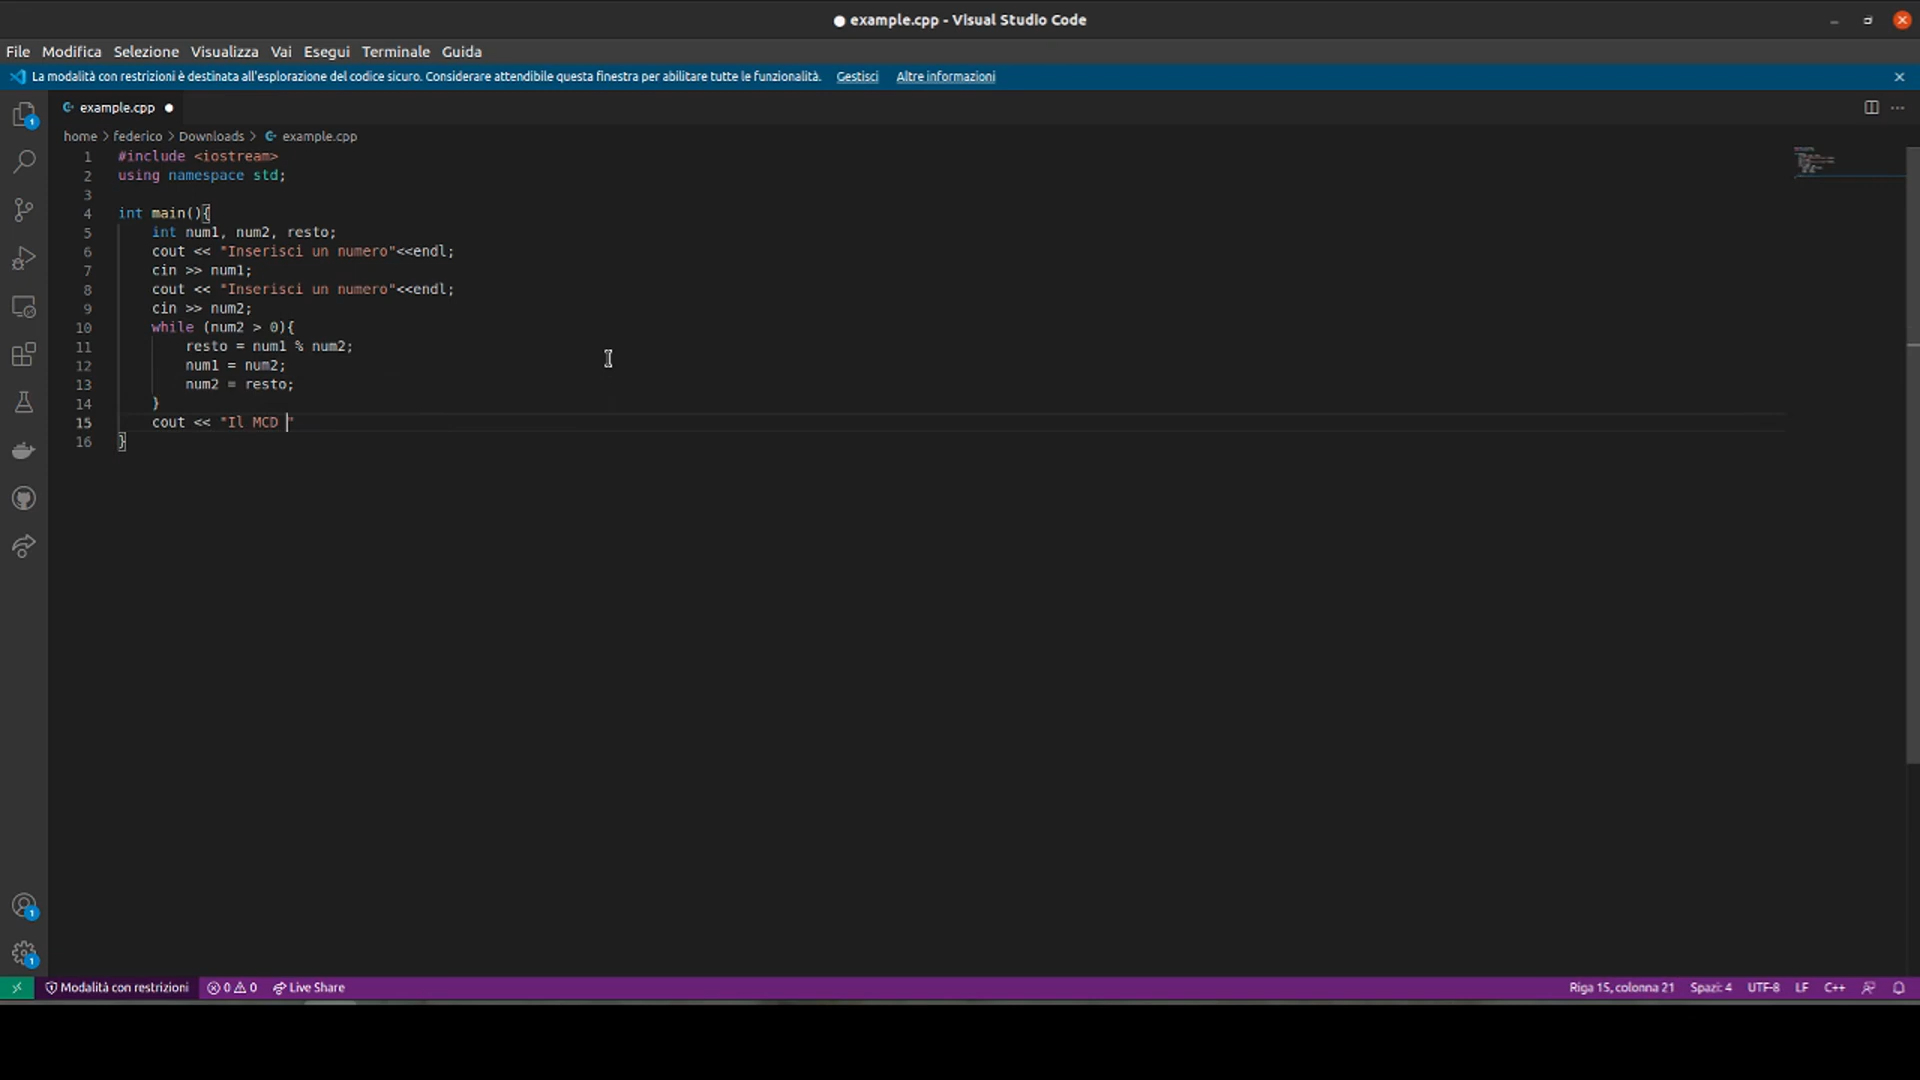 ● example.cpp - Visual Studio Code
File Modifica Selezione Visualizza Vai Esegui Terminale Guida
La modalità con restrizioni è destinata all'esplorazione del codice sicuro. Considerare attendibile questa finestra per abilitare tutte le funzionalità. Gestisci Altre informazioni
example.cpp ●
home > federico > Downloads > example.cpp
1 #include <iostream>
2 using namespace std;
3
4 int main(){
5 int num1, num2, resto;
6 cout << "Inserisci un numero"<<endl;
7 cin >> num1;
8 cout << "Inserisci un numero"<<endl;
9 cin >> num2;
10 while (num2 > 0){
11 resto = num1 % num2;
12 num1 = num2;
13 num2 = resto;
14 }
15 cout << "Il MCD "
16 }
1
1
1
Modalità con restrizioni 0 0 Live Share Riga 15, colonna 21 Spazi: 4 UTF-8 LF C++